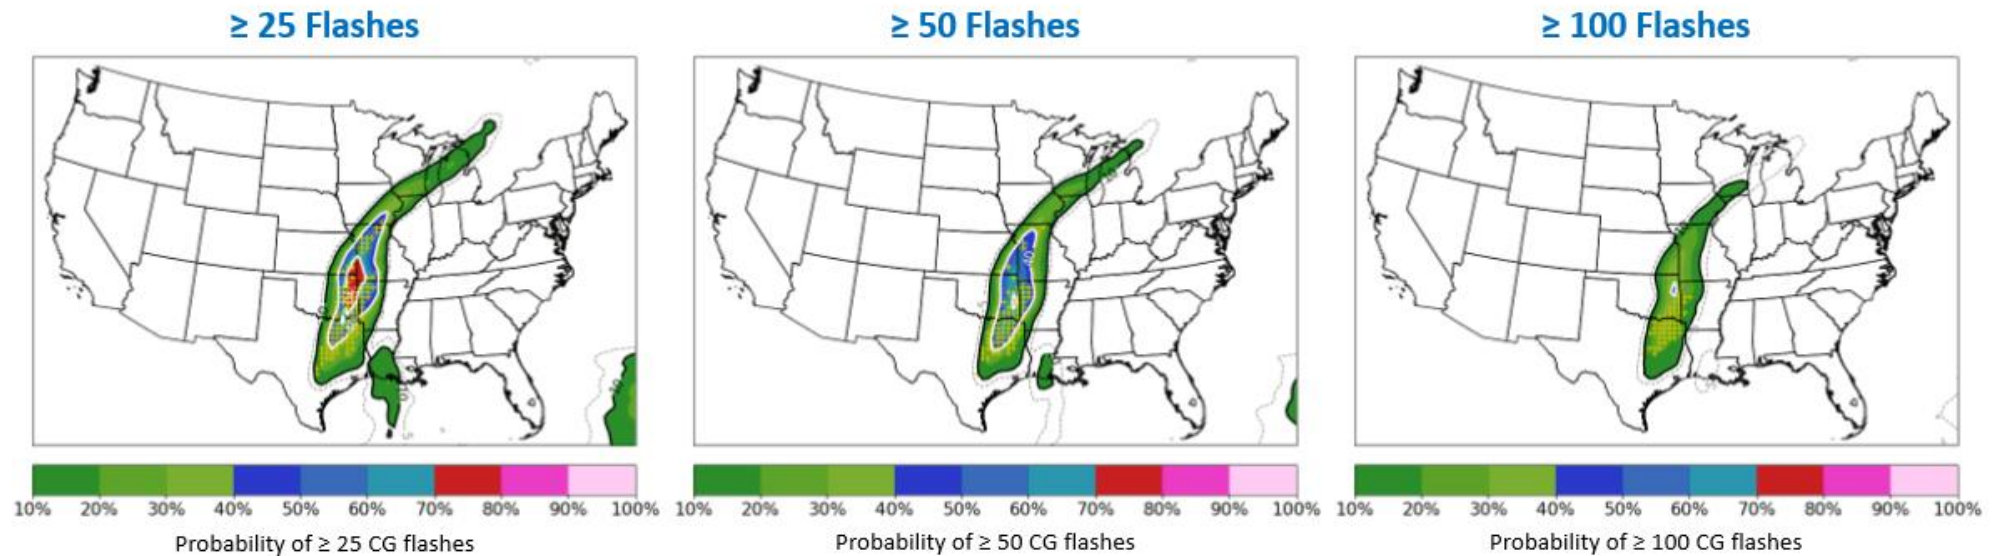 ≥ 25 Flashes
≥ 50 Flashes
≥ 100 Flashes
10% 20% 30% 40% 50% 60% 70% 80% 90% 100%
10% 20% 30% 40% 50% 60% 70% 80% 90% 100%
10% 20% 30% 40% 50% 60% 70% 80% 90% 100%
Probability of ≥ 25 CG flashes
Probability of ≥ 50 CG flashes
Probability of ≥ 100 CG flashes